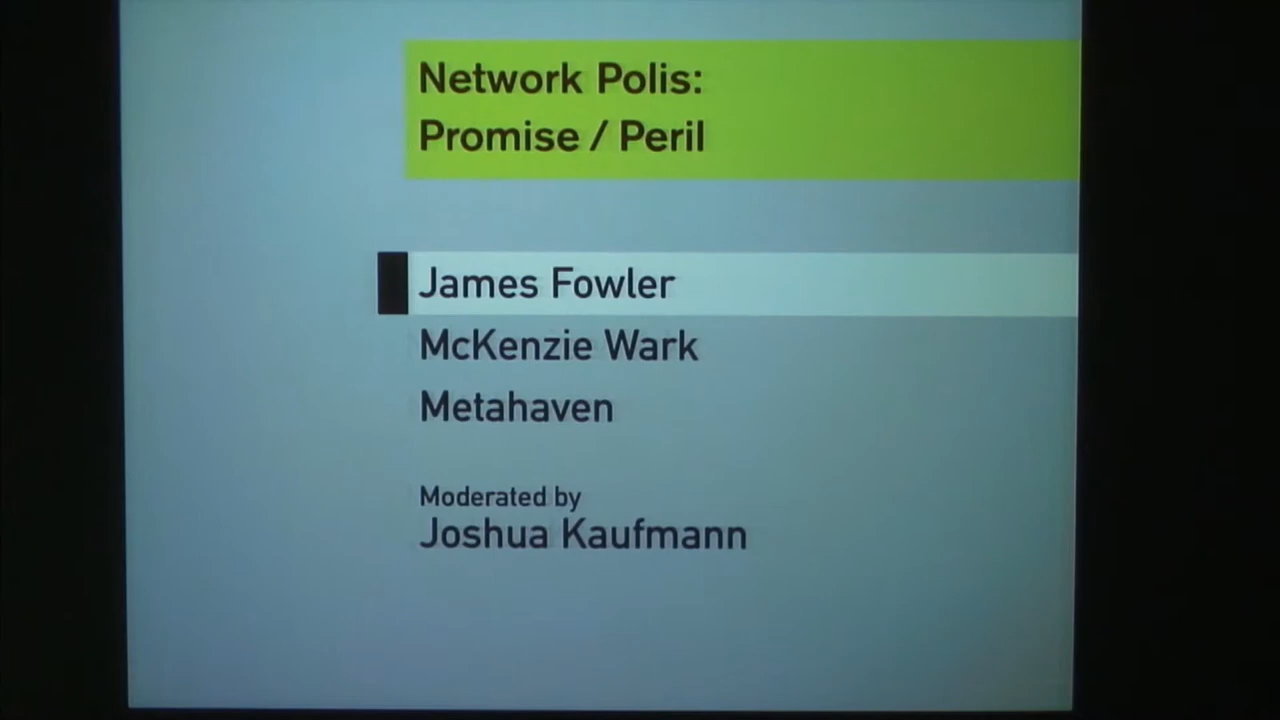 Network Polis:
Promise / Peril
James Fowler
McKenzie Wark
Metahaven
Moderated by
Joshua Kaufmann